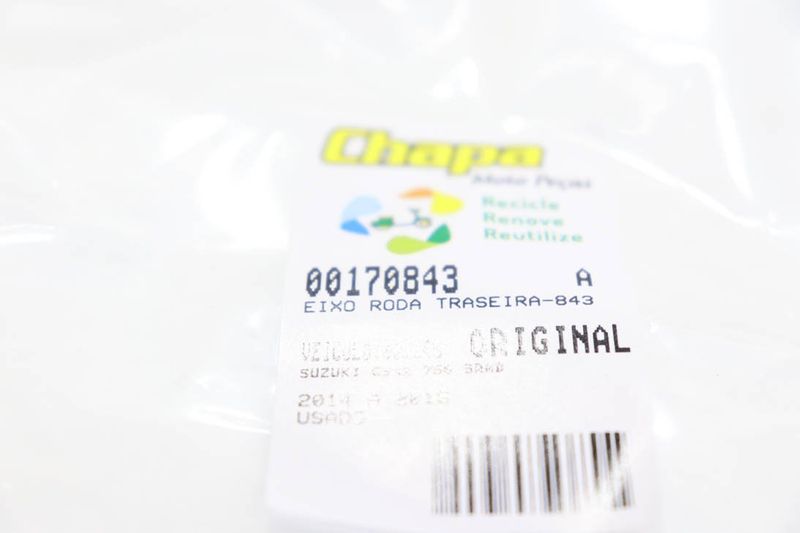 Chapa
Moto Peças
Recicle
Renove
Reutilize
00170843 A
EIXO RODA TRASEIRA-843
ORIGINAL
SUZUKI
2014 A
USADO